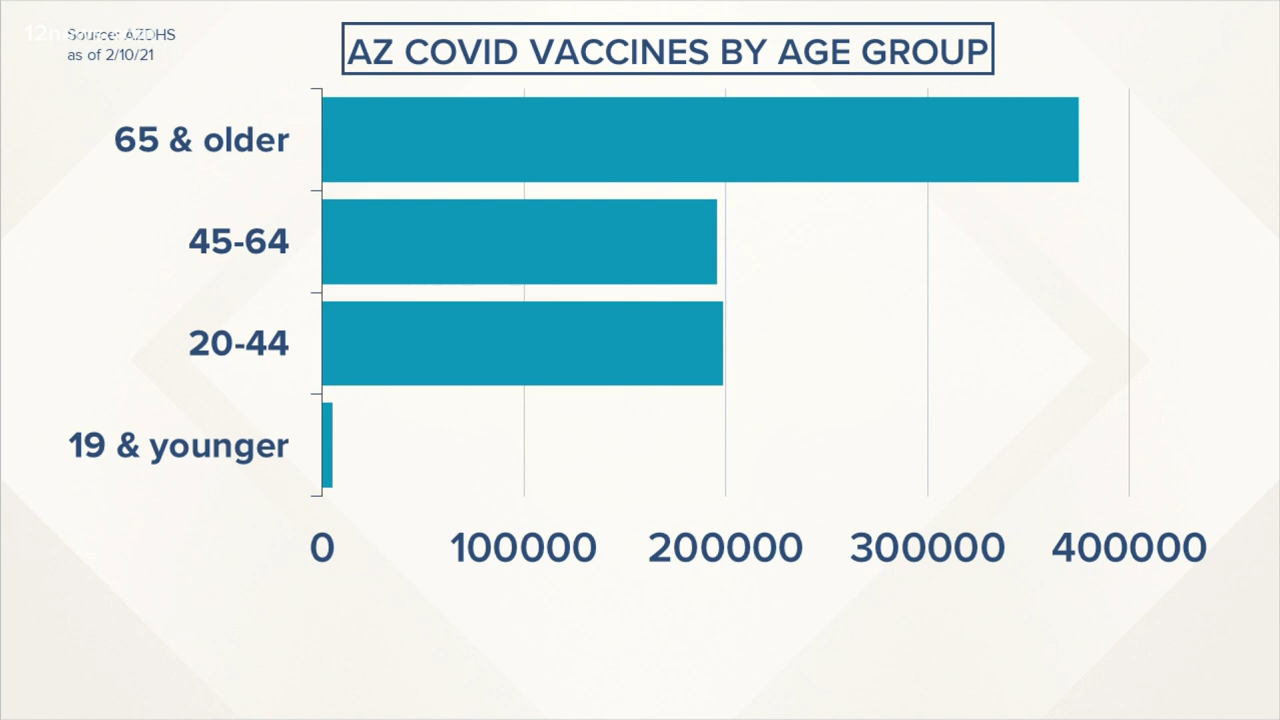 Source: AZDHS
as of 2/10/21
AZ COVID VACCINES BY AGE GROUP
65 & older
45-64
20-44
19 & younger
0 100000 200000 300000 400000